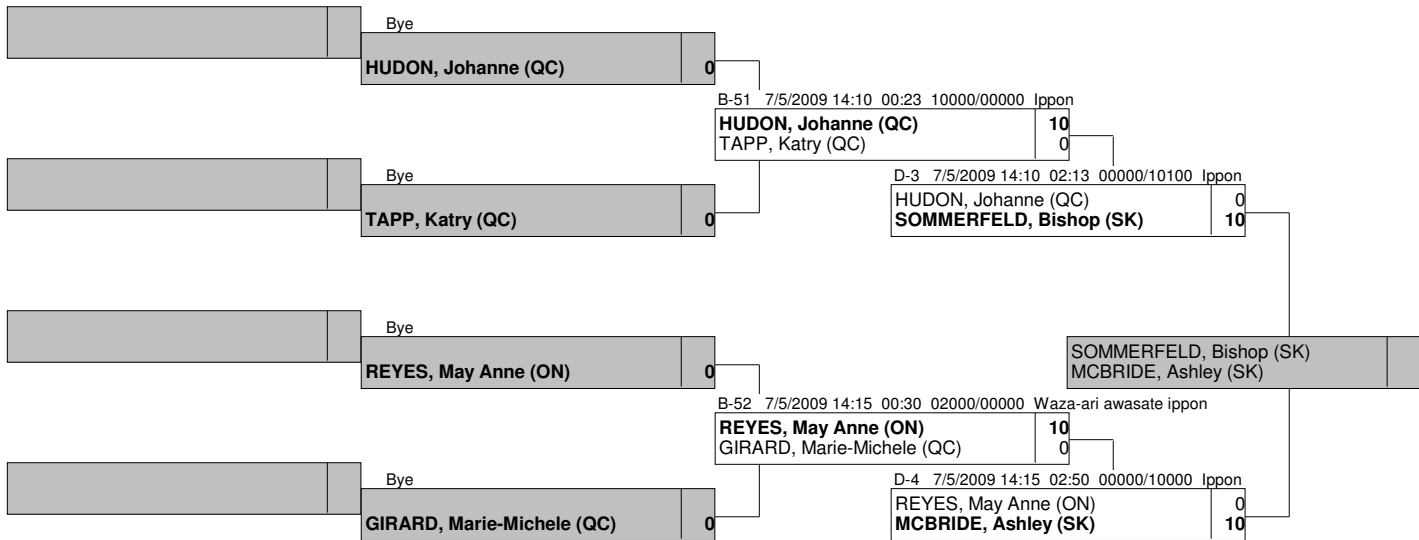 Bye
HUDON, Johanne (QC) 0
B-51 7/5/2009 14:10 00:23 10000/00000 Ippon
HUDON, Johanne (QC) 10
TAPP, Katry (QC) 0
Bye
TAPP, Katry (QC) 0
D-3 7/5/2009 14:10 02:13 00000/10100 Ippon
HUDON, Johanne (QC) 0
SOMMERFELD, Bishop (SK) 10
Bye
REYES, May Anne (ON) 0
SOMMERFELD, Bishop (SK)
MCBRIDE, Ashley (SK)
B-52 7/5/2009 14:15 00:30 02000/00000 Waza-ari awasate ippon
REYES, May Anne (ON) 10
GIRARD, Marie-Michele (QC) 0
Bye
GIRARD, Marie-Michele (QC) 0
D-4 7/5/2009 14:15 02:50 00000/10000 Ippon
REYES, May Anne (ON) 0
MCBRIDE, Ashley (SK) 10